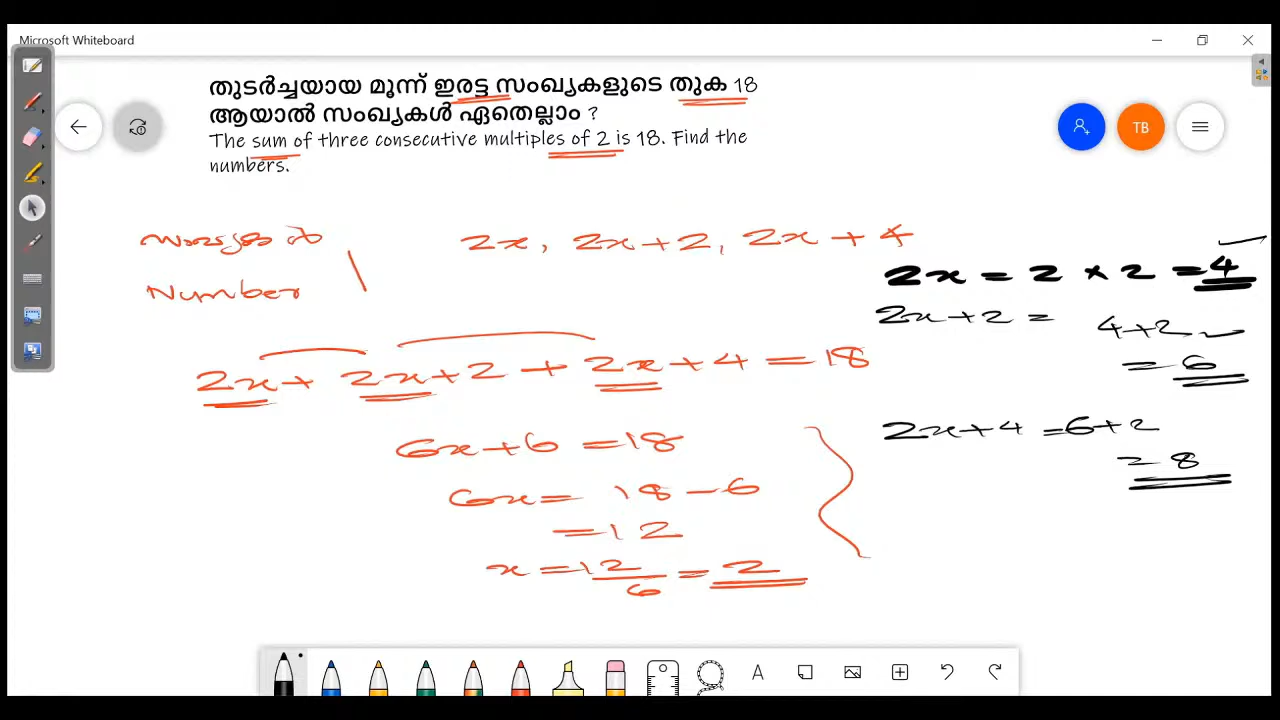 Microsoft Whiteboard
തുടർച്ചയായ മൂന്ന് ഇരട്ട സംഖ്യകളുടെ തുക 18
ആയാൽ സംഖ്യകൾ ഏതെല്ലാം ?
The sum of three consecutive multiples of 2 is 18. Find the
numbers.
TB
സംഖ്യകൾ
Number
2x, 2x+2, 2x+4
2x+ 2x+2 + 2x+4 = 18
6x+6 = 18
6x = 18-6
= 12
x = 12/6 = 2
2x = 2 × 2 = 4
2x+2 = 4+2
= 6
2x+4 = 6+2
= 8
A